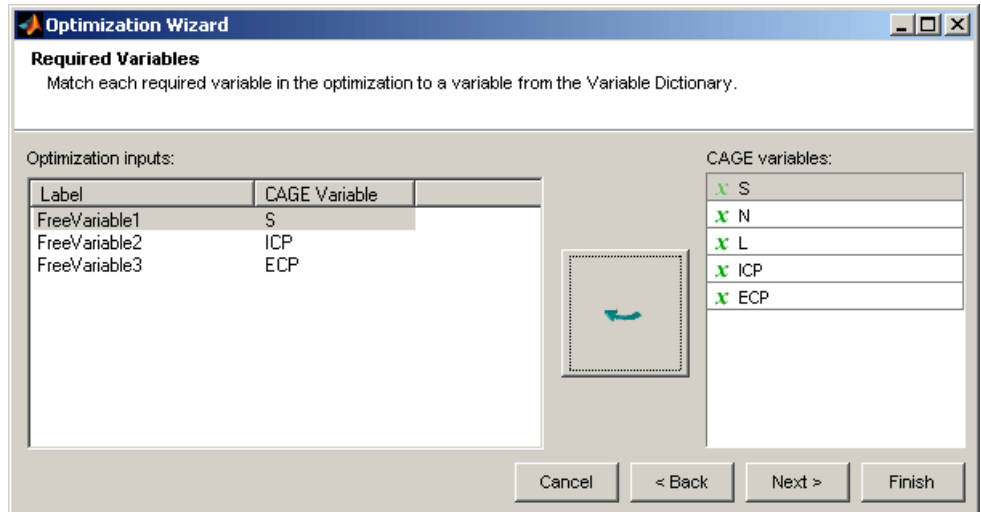 Optimization Wizard
Required Variables
Match each required variable in the optimization to a variable from the Variable Dictionary.
Optimization inputs:
Label CAGE Variable
FreeVariable1 S
FreeVariable2 ICP
FreeVariable3 ECP
CAGE variables:
x S
x N
x L
x ICP
x ECP
Cancel < Back Next > Finish